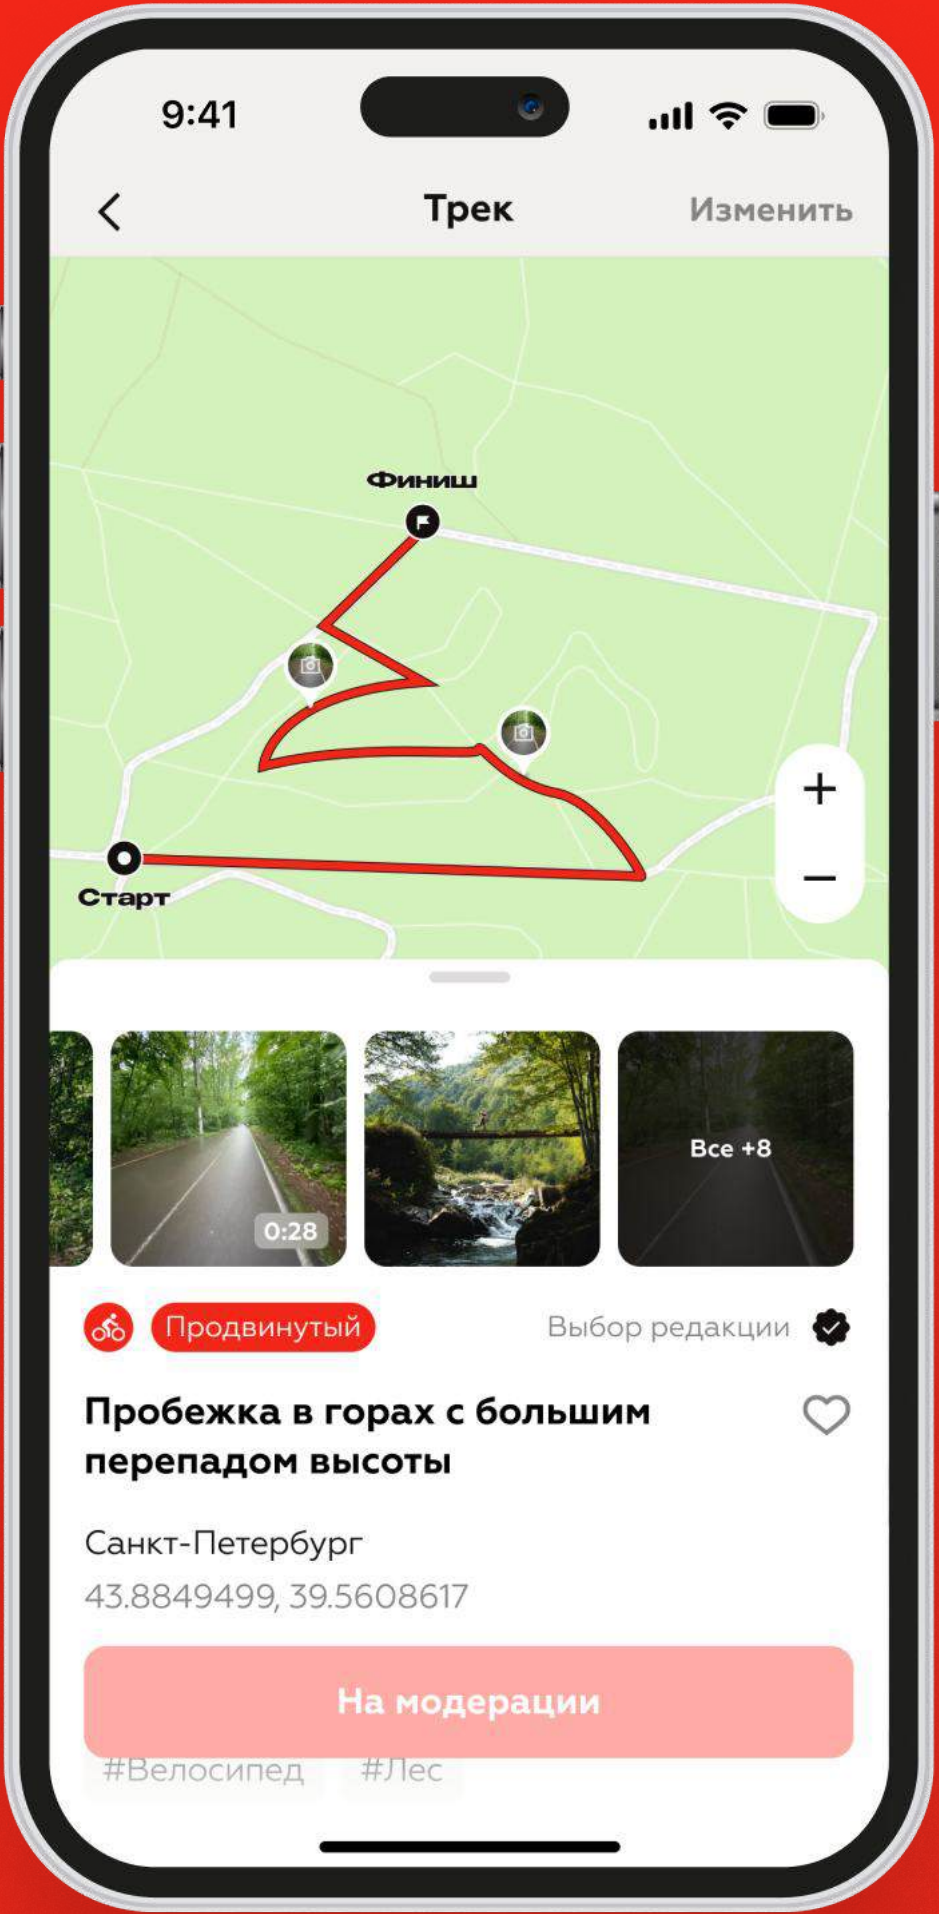 9:41
Трек
Изменить
Финиш
Старт
0:28
Все +8
Продвинутый
Выбор редакции
Пробежка в горах с большим
перепадом высоты
Санкт-Петербург
43.8849499, 39.5608617
На модерации
#Велосипед #Лес